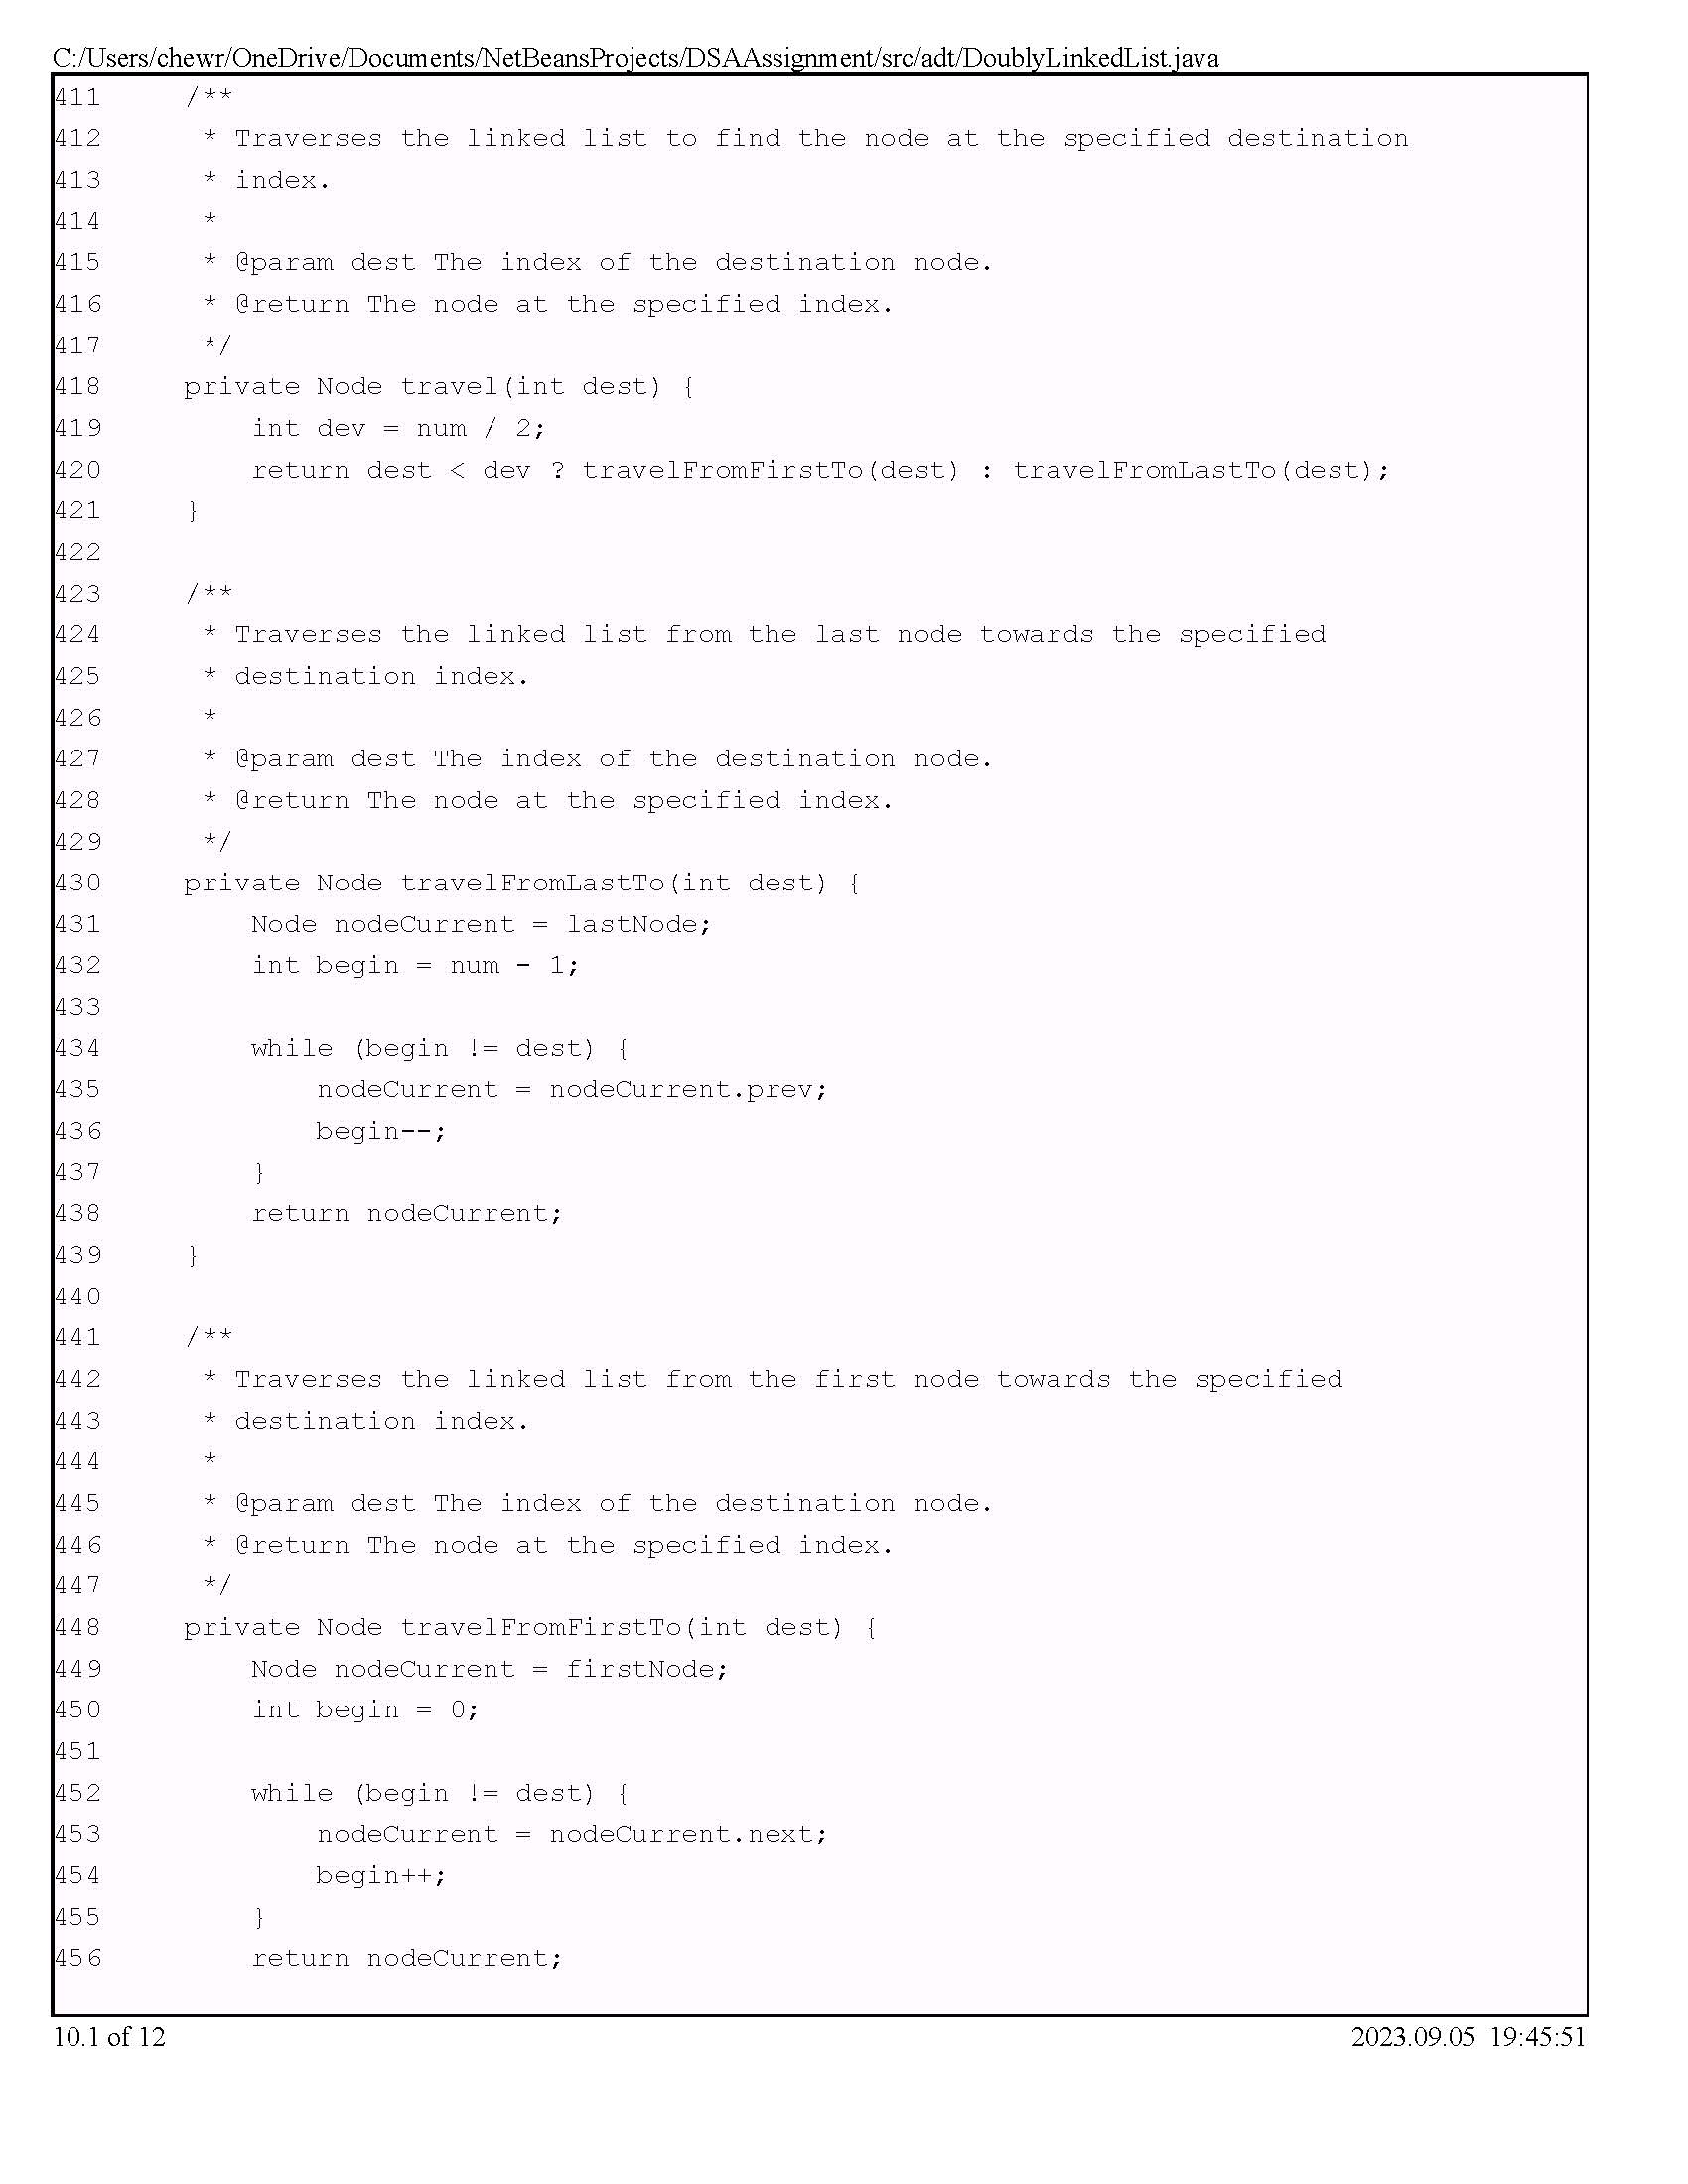 C:/Users/chewr/OneDrive/Documents/NetBeansProjects/DSAAssignment/src/adt/DoublyLinkedList.java
411     /**
412      * Traverses the linked list to find the node at the specified destination
413      * index.
414      *
415      * @param dest The index of the destination node.
416      * @return The node at the specified index.
417      */
418     private Node travel(int dest) {
419         int dev = num / 2;
420         return dest < dev ? travelFromFirstTo(dest) : travelFromLastTo(dest);
421     }
422
423     /**
424      * Traverses the linked list from the last node towards the specified
425      * destination index.
426      *
427      * @param dest The index of the destination node.
428      * @return The node at the specified index.
429      */
430     private Node travelFromLastTo(int dest) {
431         Node nodeCurrent = lastNode;
432         int begin = num - 1;
433
434         while (begin != dest) {
435             nodeCurrent = nodeCurrent.prev;
436             begin--;
437         }
438         return nodeCurrent;
439     }
440
441     /**
442      * Traverses the linked list from the first node towards the specified
443      * destination index.
444      *
445      * @param dest The index of the destination node.
446      * @return The node at the specified index.
447      */
448     private Node travelFromFirstTo(int dest) {
449         Node nodeCurrent = firstNode;
450         int begin = 0;
451
452         while (begin != dest) {
453             nodeCurrent = nodeCurrent.next;
454             begin++;
455         }
456         return nodeCurrent;
10.1 of 12
2023.09.05 19:45:51